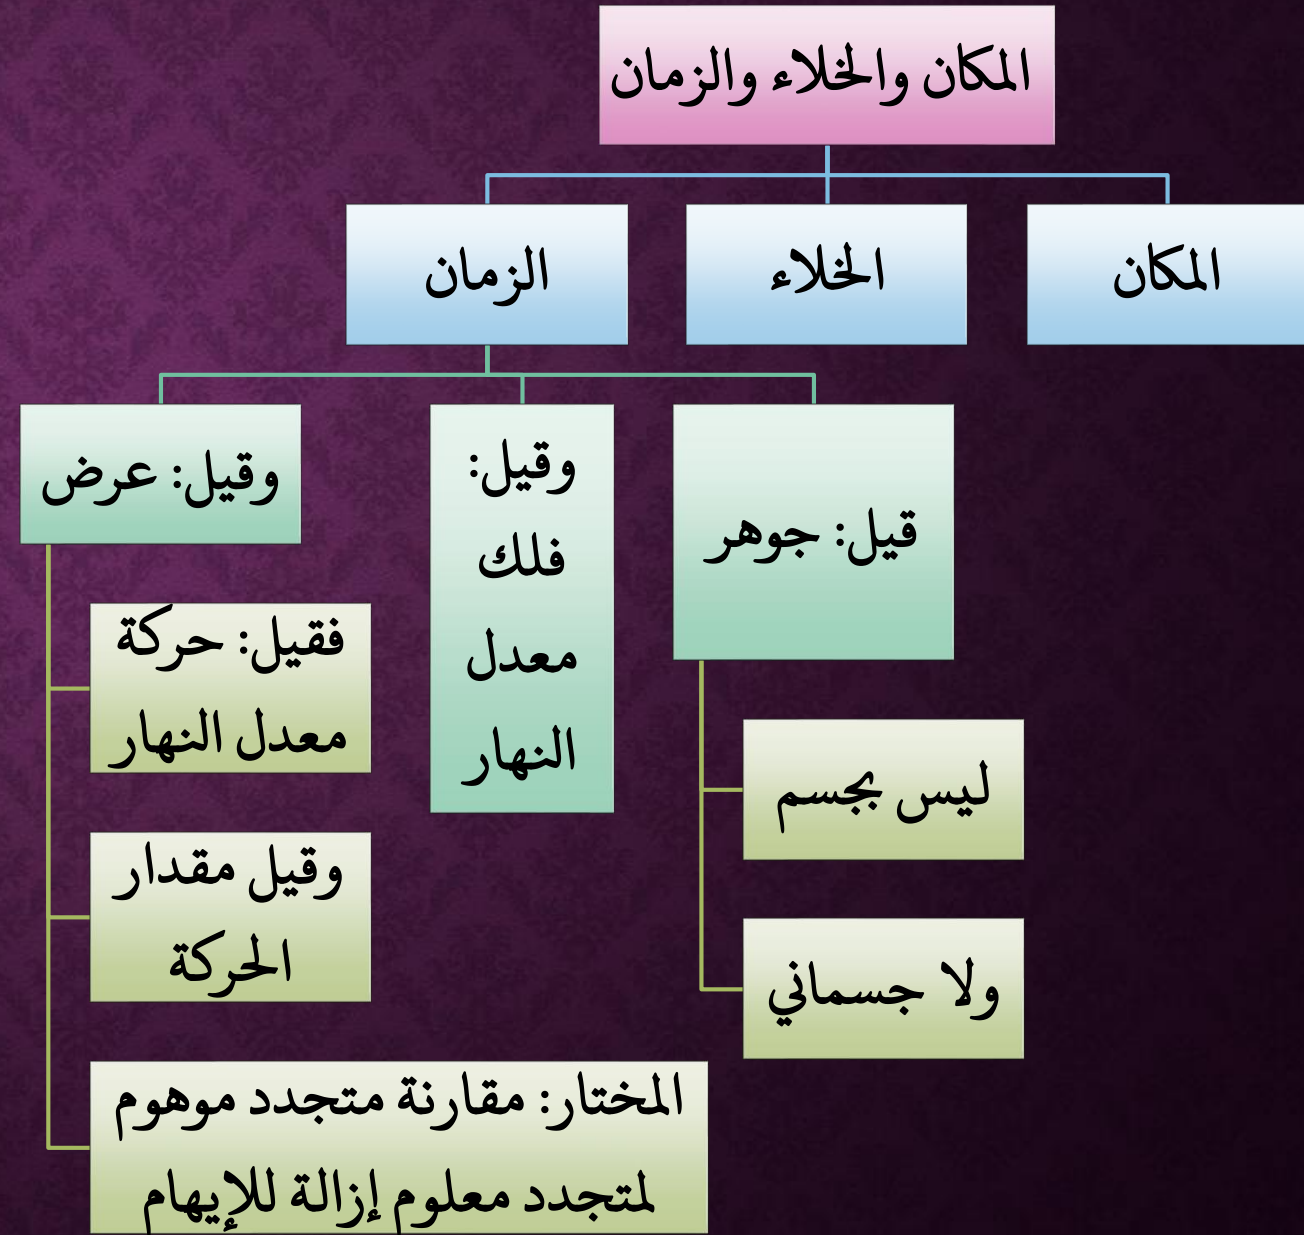 المكان والخلاء والزمان
المكان
الخلاء
الزمان
قيل: جوهر
ليس بجسم
ولا جسماني
وقيل:
فلك
معدل
النهار
وقيل: عرض
فقيل: حركة
معدل النهار
وقيل مقدار
الحركة
المختار: مقارنة متجدد موهوم
لمتجدد معلوم إزالة للإيهام